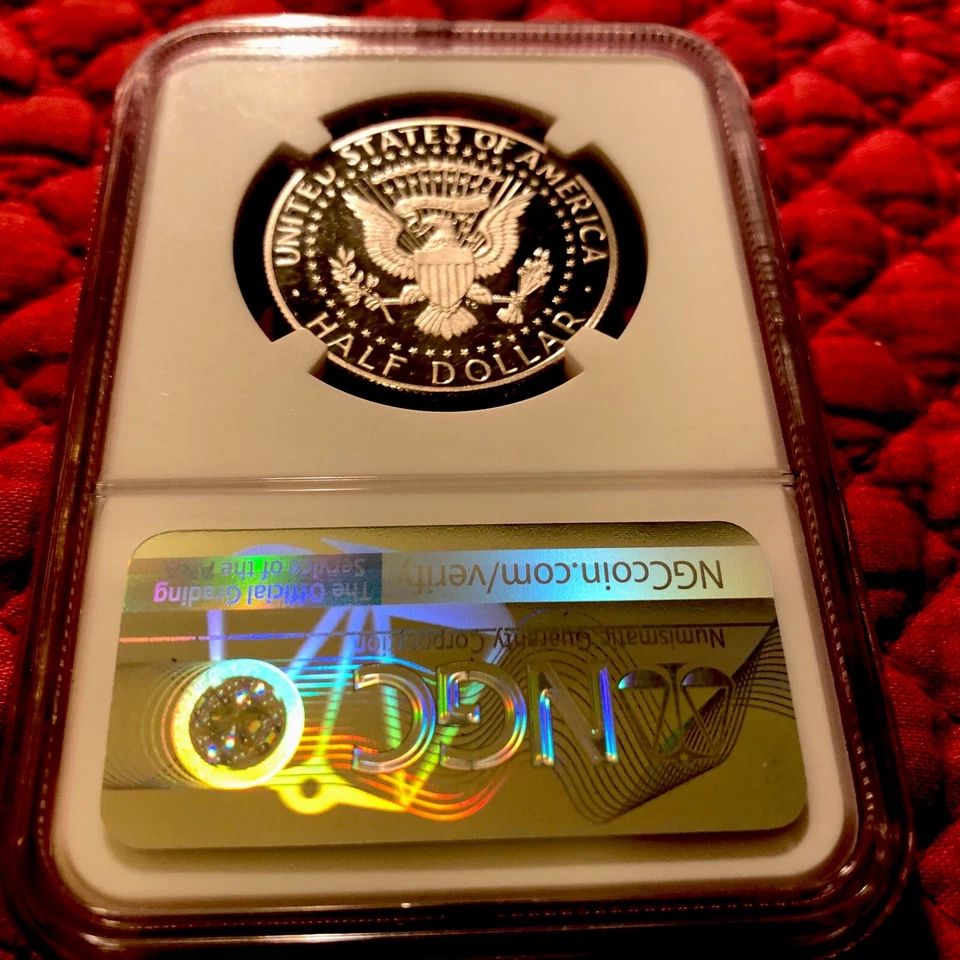 UNITED STATES OF AMERICA
HALF DOLLAR
NGCcoin.com/verify
The Official Grading
Service of the ANA
Numismatic Guaranty Corporation
NGC